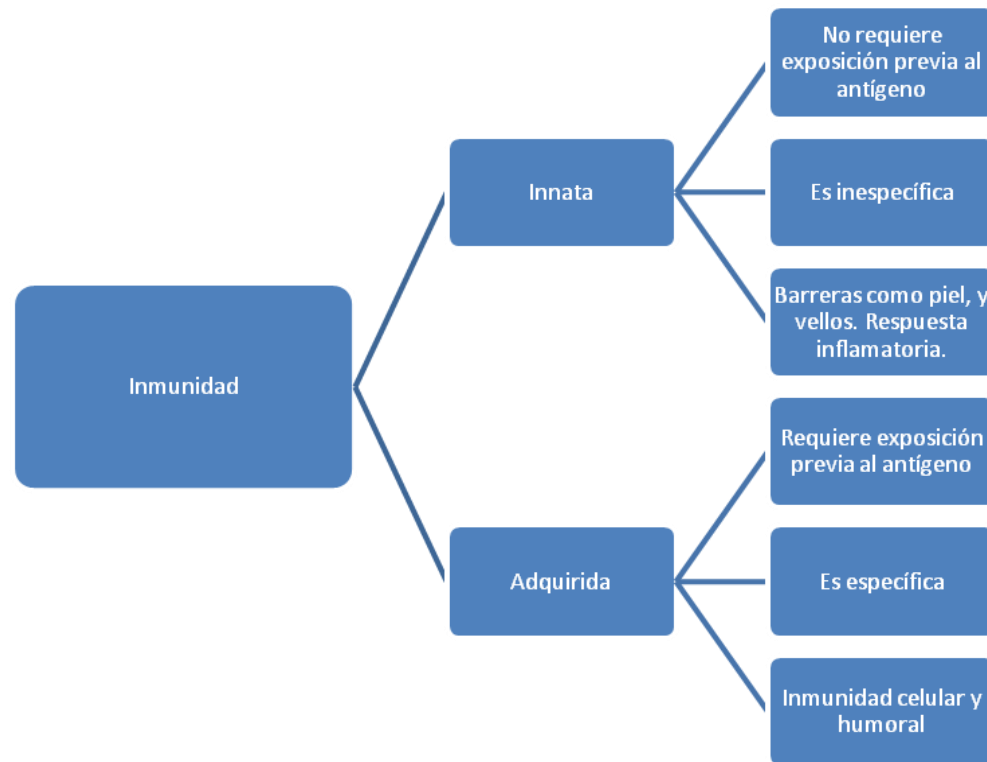 Inmunidad
Innata
No requiere
exposición previa al
antígeno
Es inespecífica
Barreras como piel, y
vellos. Respuesta
inflamatoria.
Adquirida
Requiere exposición
previa al antígeno
Es específica
Inmunidad celular y
humoral